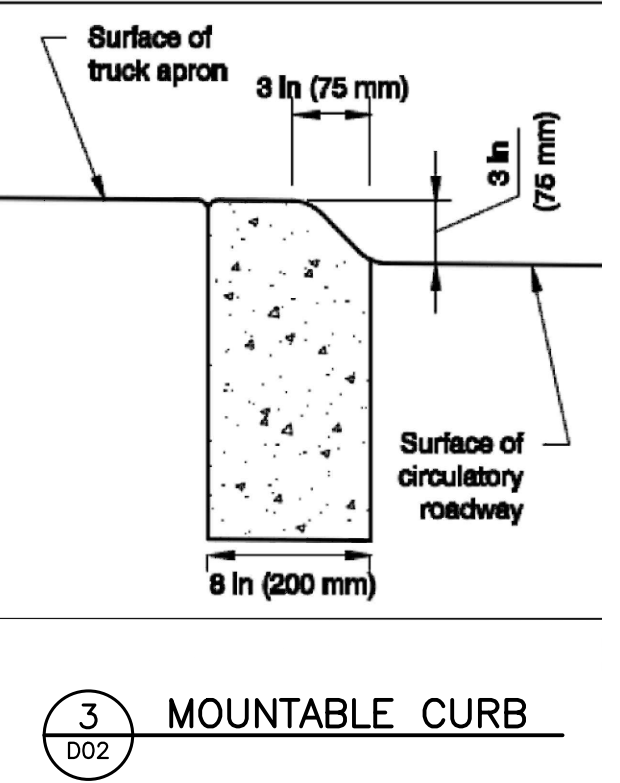 Surface of
truck apron
3 in (75 mm)
3 in
(75 mm)
Surface of
circulatory
roadway
8 in (200 mm)
3
D02
MOUNTABLE CURB